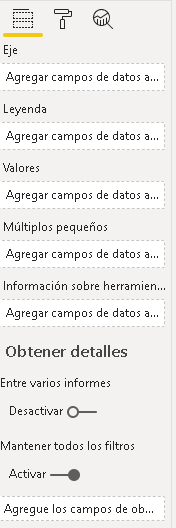 Eje
Agregar campos de datos a...
Leyenda
Agregar campos de datos a...
Valores
Agregar campos de datos a...
Múltiplos pequeños
Agregar campos de datos a...
Información sobre herramien...
Agregar campos de datos a...
Obtener detalles
Entre varios informes
Desactivar
Mantener todos los filtros
Activar
Agregue los campos de ob...